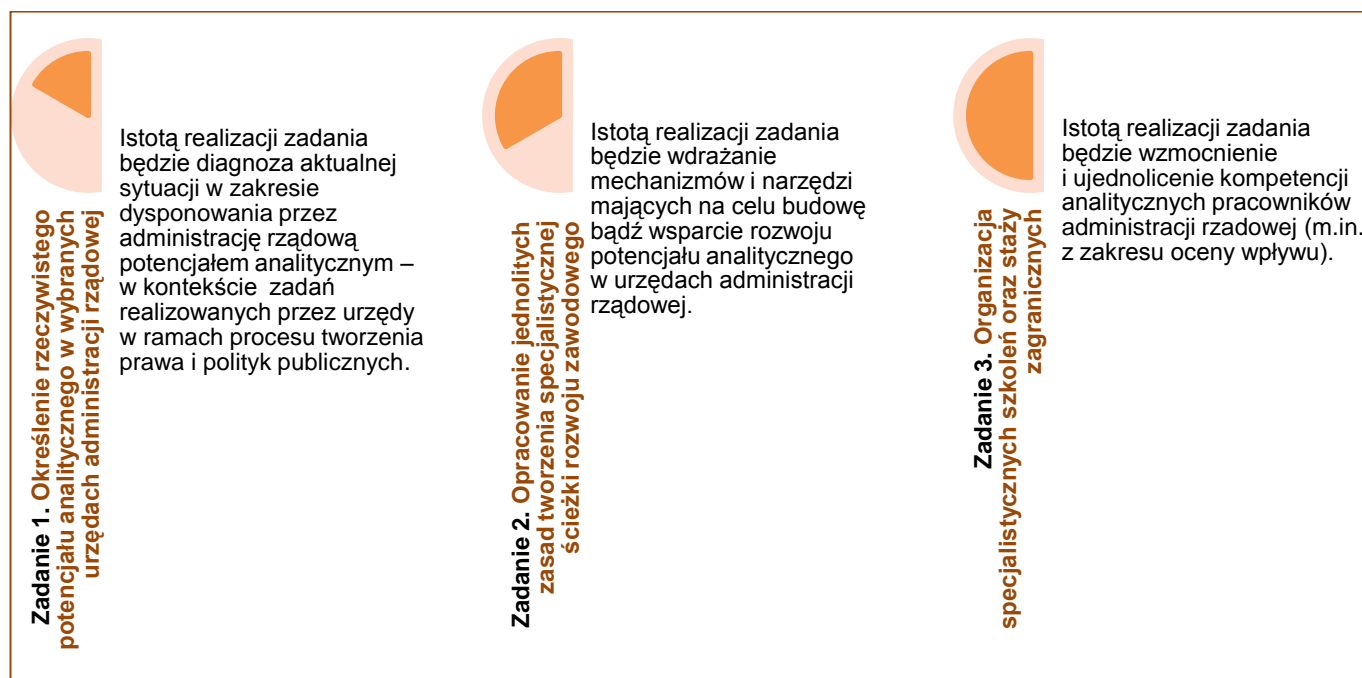 Zadanie 1. Określenie rzeczywistego
potencjału analitycznego w wybranych
urzędach administracji rządowej
Istotą realizacji zadania
będzie diagnoza aktualnej
sytuacji w zakresie
dysponowania przez
administrację rządową
potencjałem analitycznym –
w kontekście zadań
realizowanych przez urzędy
w ramach procesu tworzenia
prawa i polityk publicznych.
Zadanie 2. Opracowanie jednolitych
zasad tworzenia specjalistycznej
ścieżki rozwoju zawodowego
Istotą realizacji zadania
będzie wdrażanie
mechanizmów i narzędzi
mających na celu budowę
bądź wsparcie rozwoju
potencjału analitycznego
w urzędach administracji
rządowej.
Zadanie 3. Organizacja
specjalistycznych szkoleń oraz staży
zagranicznych
Istotą realizacji zadania
będzie wzmocnienie
i ujednolicenie kompetencji
analitycznych pracowników
administracji rzadowej (m.in.
z zakresu oceny wpływu).